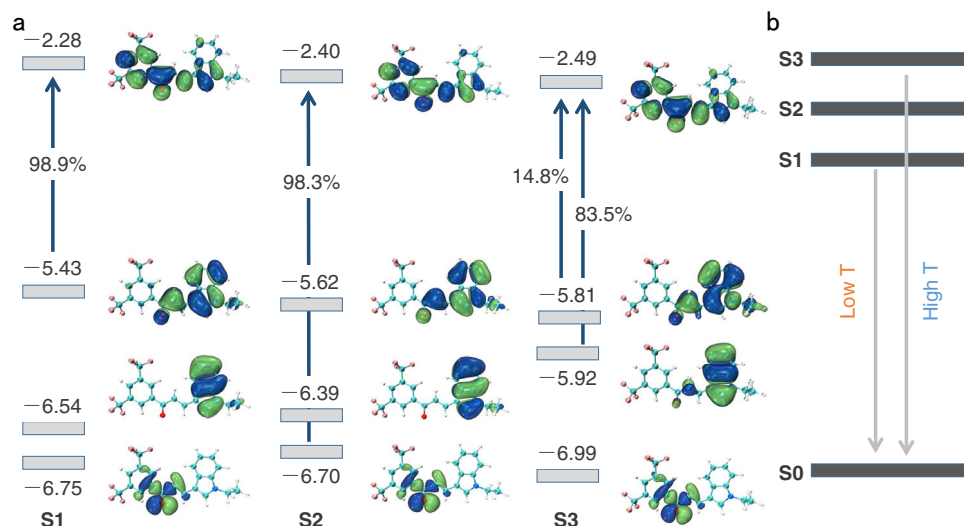 a
b
−2.28
98.9%
−5.43
−6.54
−6.75
S1
−2.40
98.3%
−5.62
−6.39
−6.70
S2
−2.49
14.8%
83.5%
−5.81
−5.92
−6.99
S3
S3
S2
S1
Low T
High T
S0